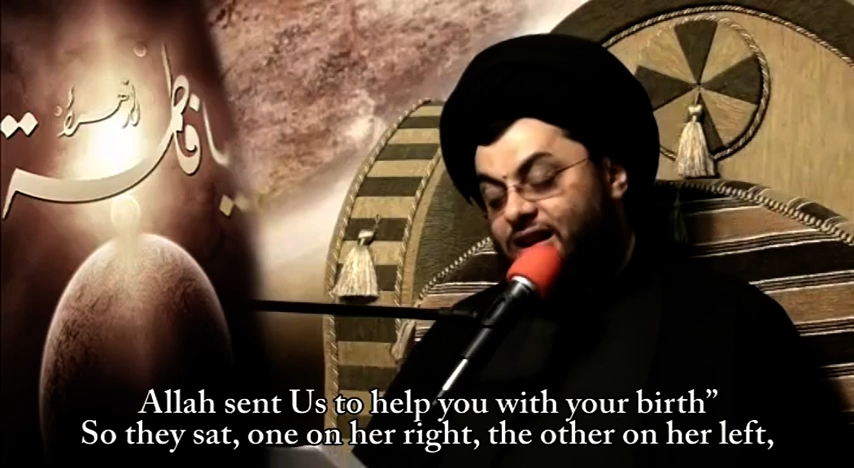 يا فاطمة
الزهراء
Allah sent Us to help you with your birth”
So they sat, one on her right, the other on her left,